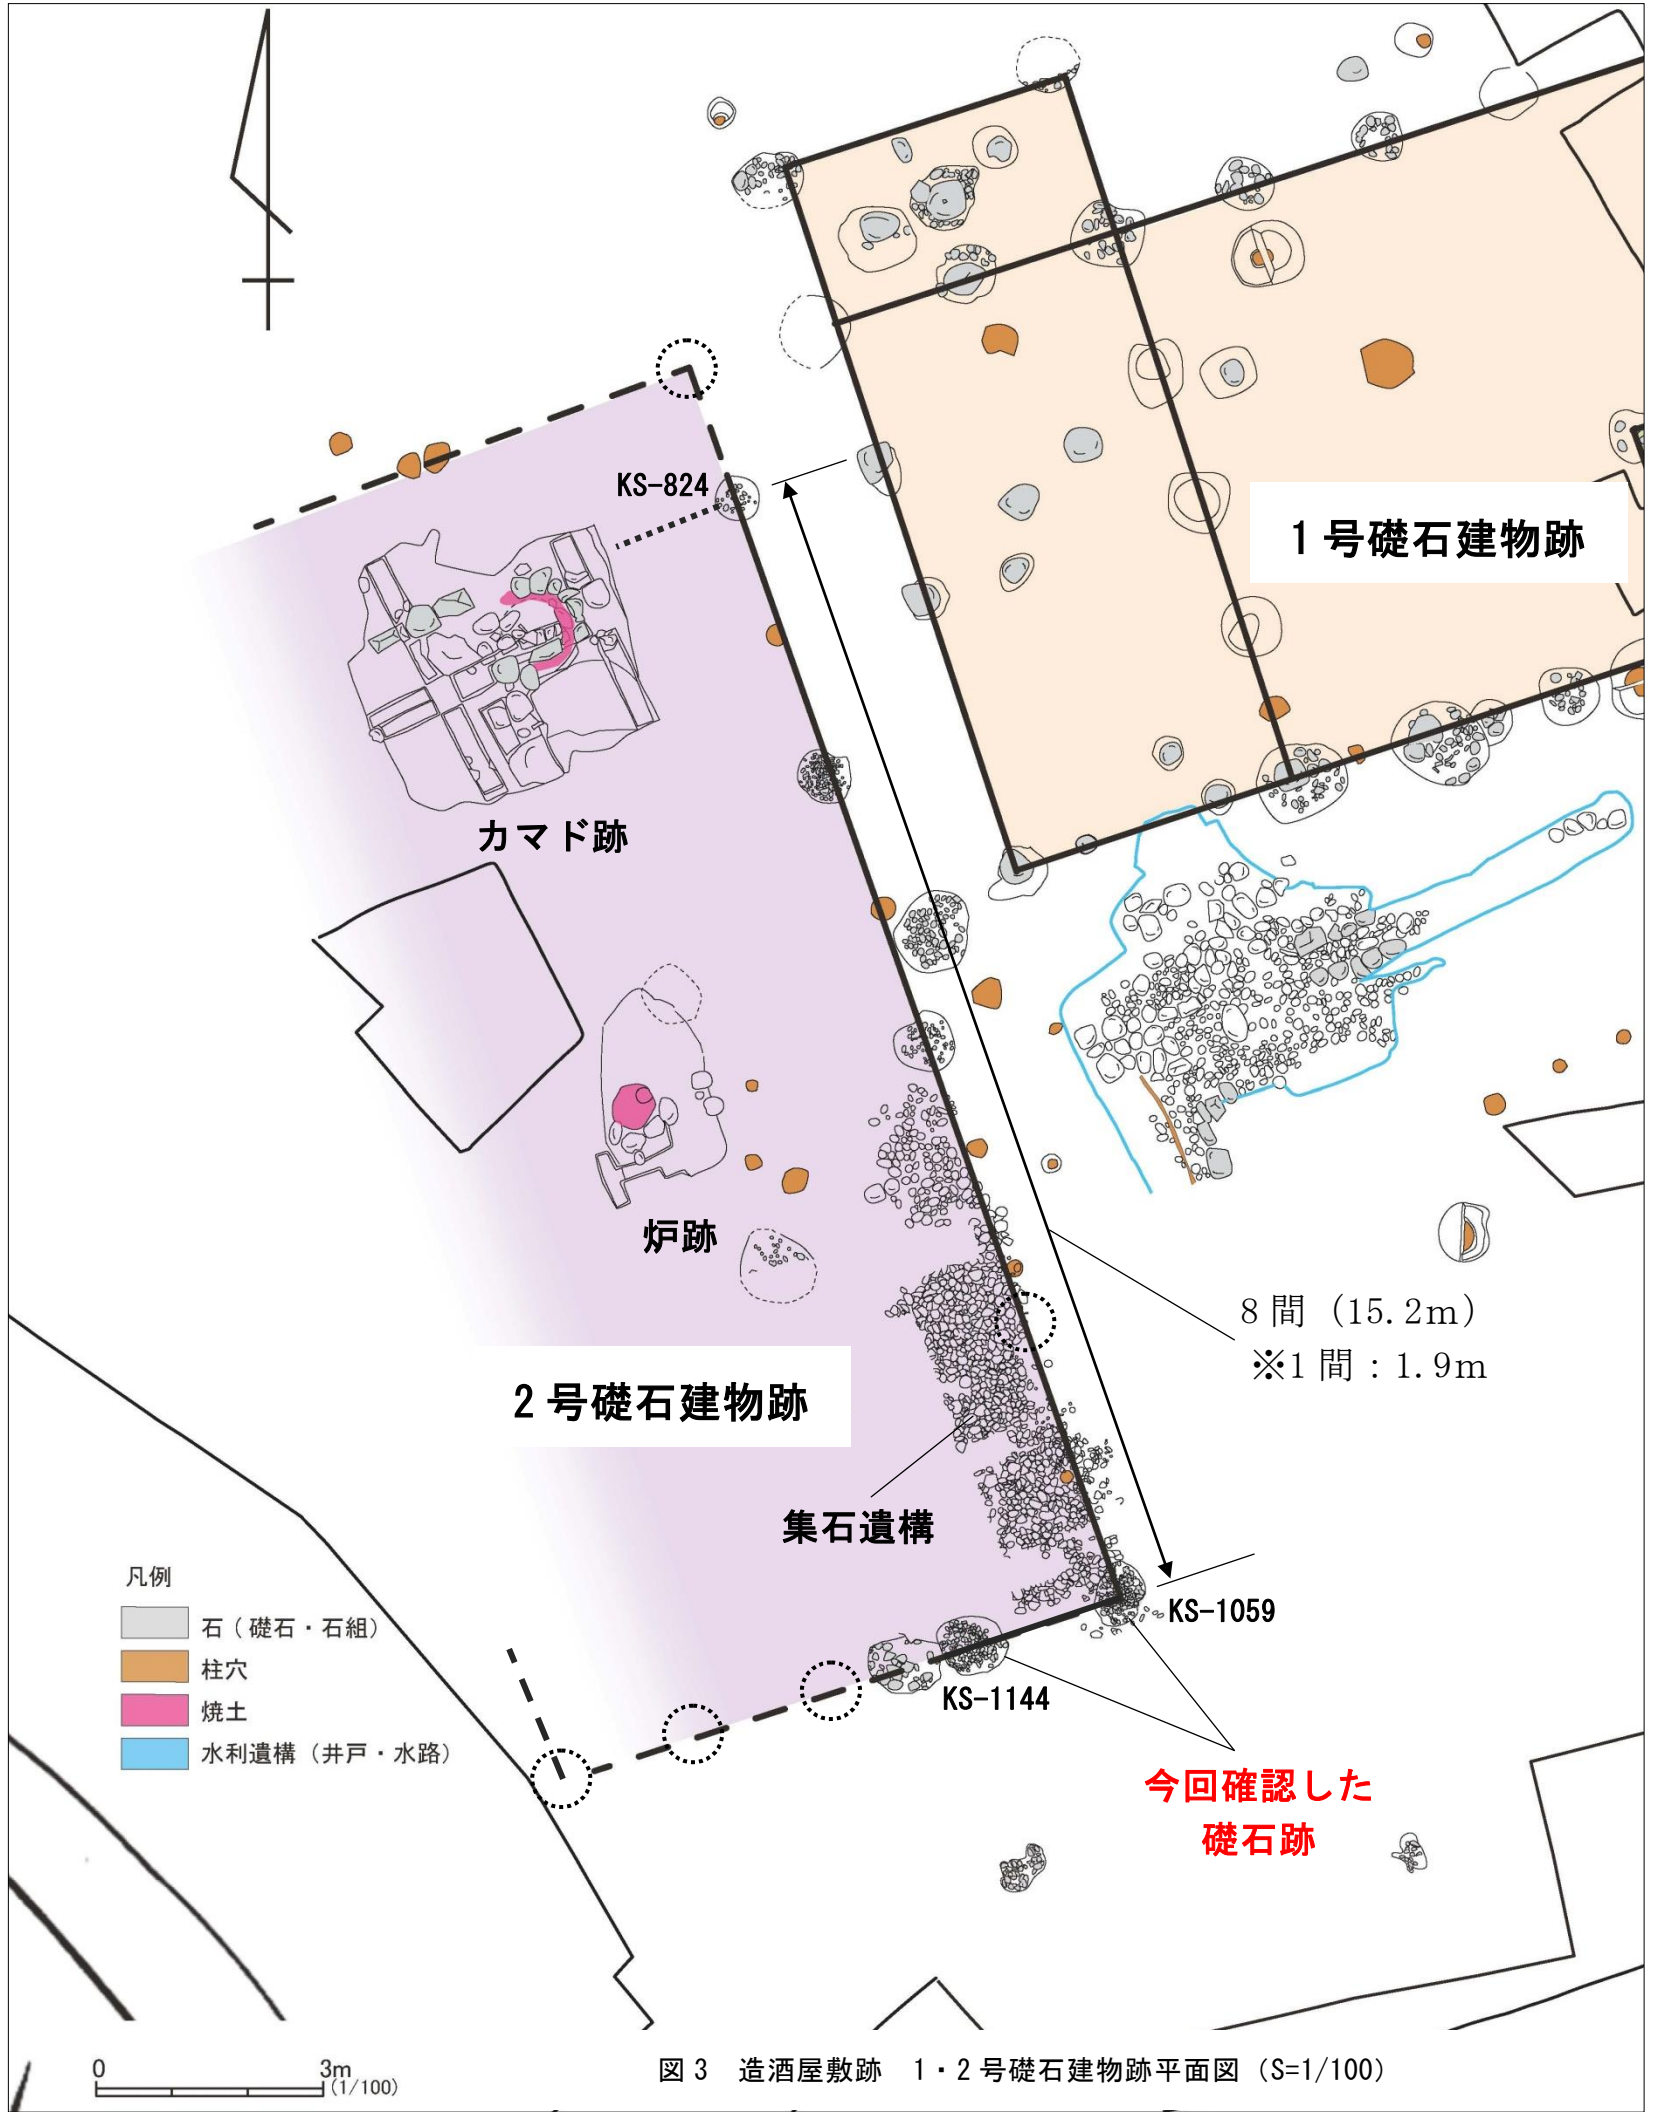 KS-824
1号礎石建物跡
カマド跡
炉跡
8間（15.2m）
※1間：1.9m
2号礎石建物跡
集石遺構
凡例
石（礎石・石組）
柱穴
焼土
水利遺構（井戸・水路）
KS-1059
KS-1144
今回確認した
礎石跡
0 3m
(1/100)
図3 造酒屋敷跡 1・2号礎石建物跡平面図（S=1/100）